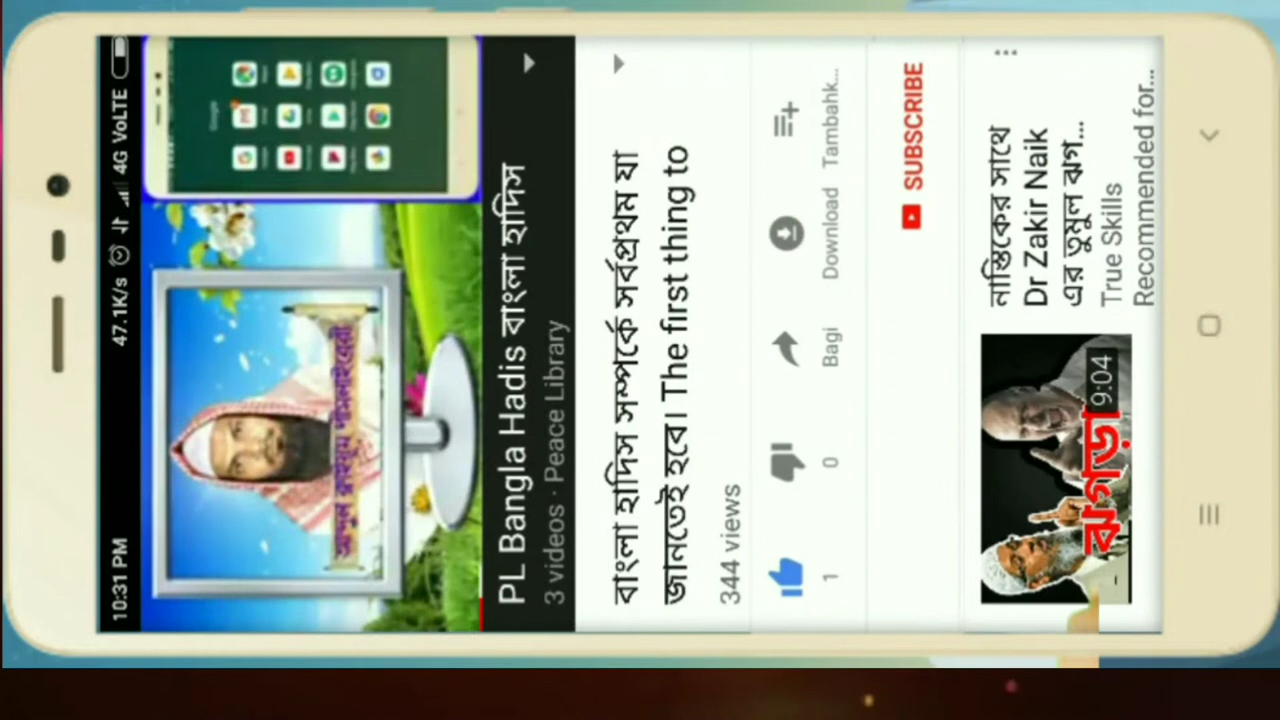 10:31 PM
47.1K/s
4G VoLTE
Google
PL Bangla Hadis বাংলা হাদিস
3 videos · Peace Library
বাংলা হাদিস সম্পর্কে সর্বপ্রথম যা
জানতেই হবে। The first thing to
344 views
1
0
Bagi
Download
Tambahk...
SUBSCRIBE
ঝগড়া
9:04
নাস্তিকের সাথে
Dr Zakir Naik
এর তুমুল ঝগ...
True Skills
Recommended for...